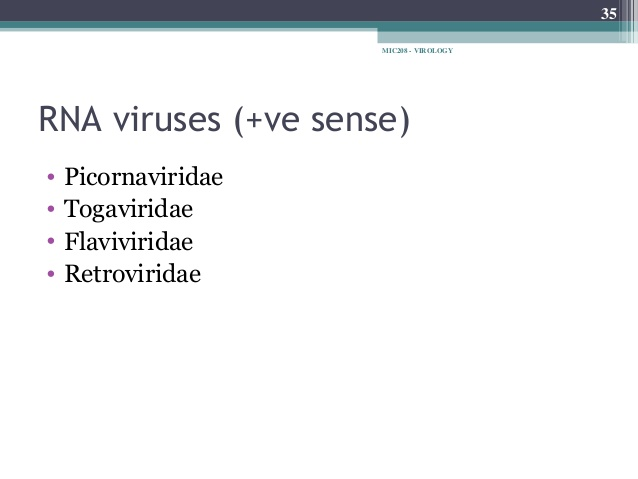 35
MIC208 - VIROLOGY
RNA viruses (+ve sense)
• Picornaviridae
• Togaviridae
• Flaviviridae
• Retroviridae